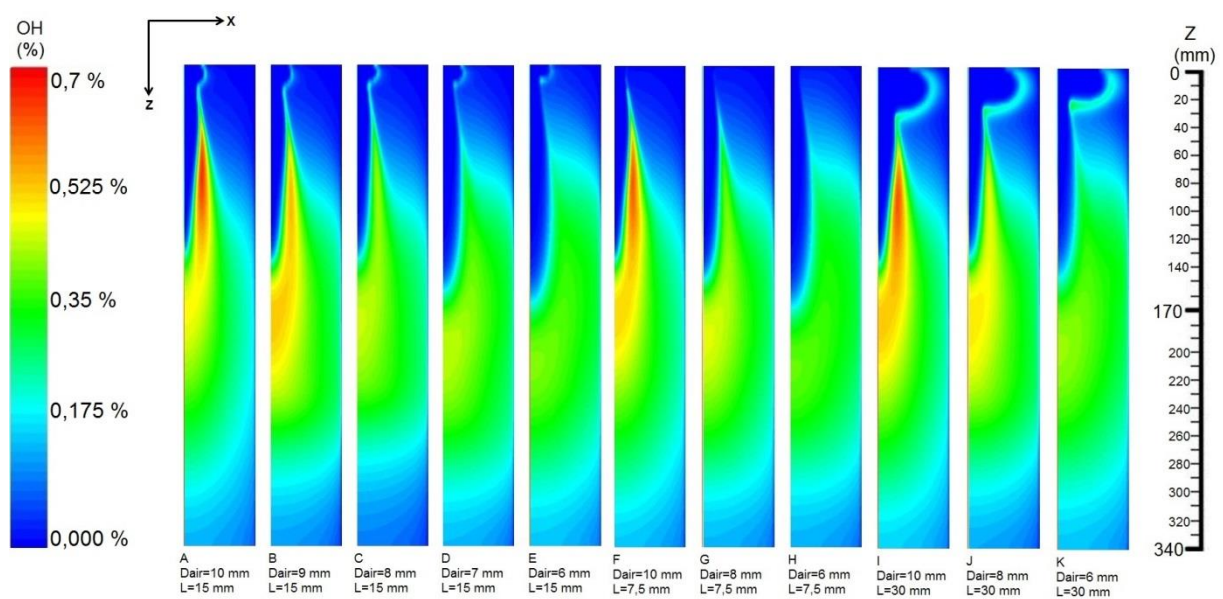 OH
(%)
0,7 %
0,525 %
0,35 %
0,175 %
0,000 %
x
z
A
Dair=10 mm
L=15 mm
B
Dair=9 mm
L=15 mm
C
Dair=8 mm
L=15 mm
D
Dair=7 mm
L=15 mm
E
Dair=6 mm
L=15 mm
F
Dair=10 mm
L=7,5 mm
G
Dair=8 mm
L=7,5 mm
H
Dair=6 mm
L=7,5 mm
I
Dair=10 mm
L=30 mm
J
Dair=8 mm
L=30 mm
K
Dair=6 mm
L=30 mm
Z
(mm)
0
20
40
60
80
100
120
140
170
200
220
240
260
280
300
320
340